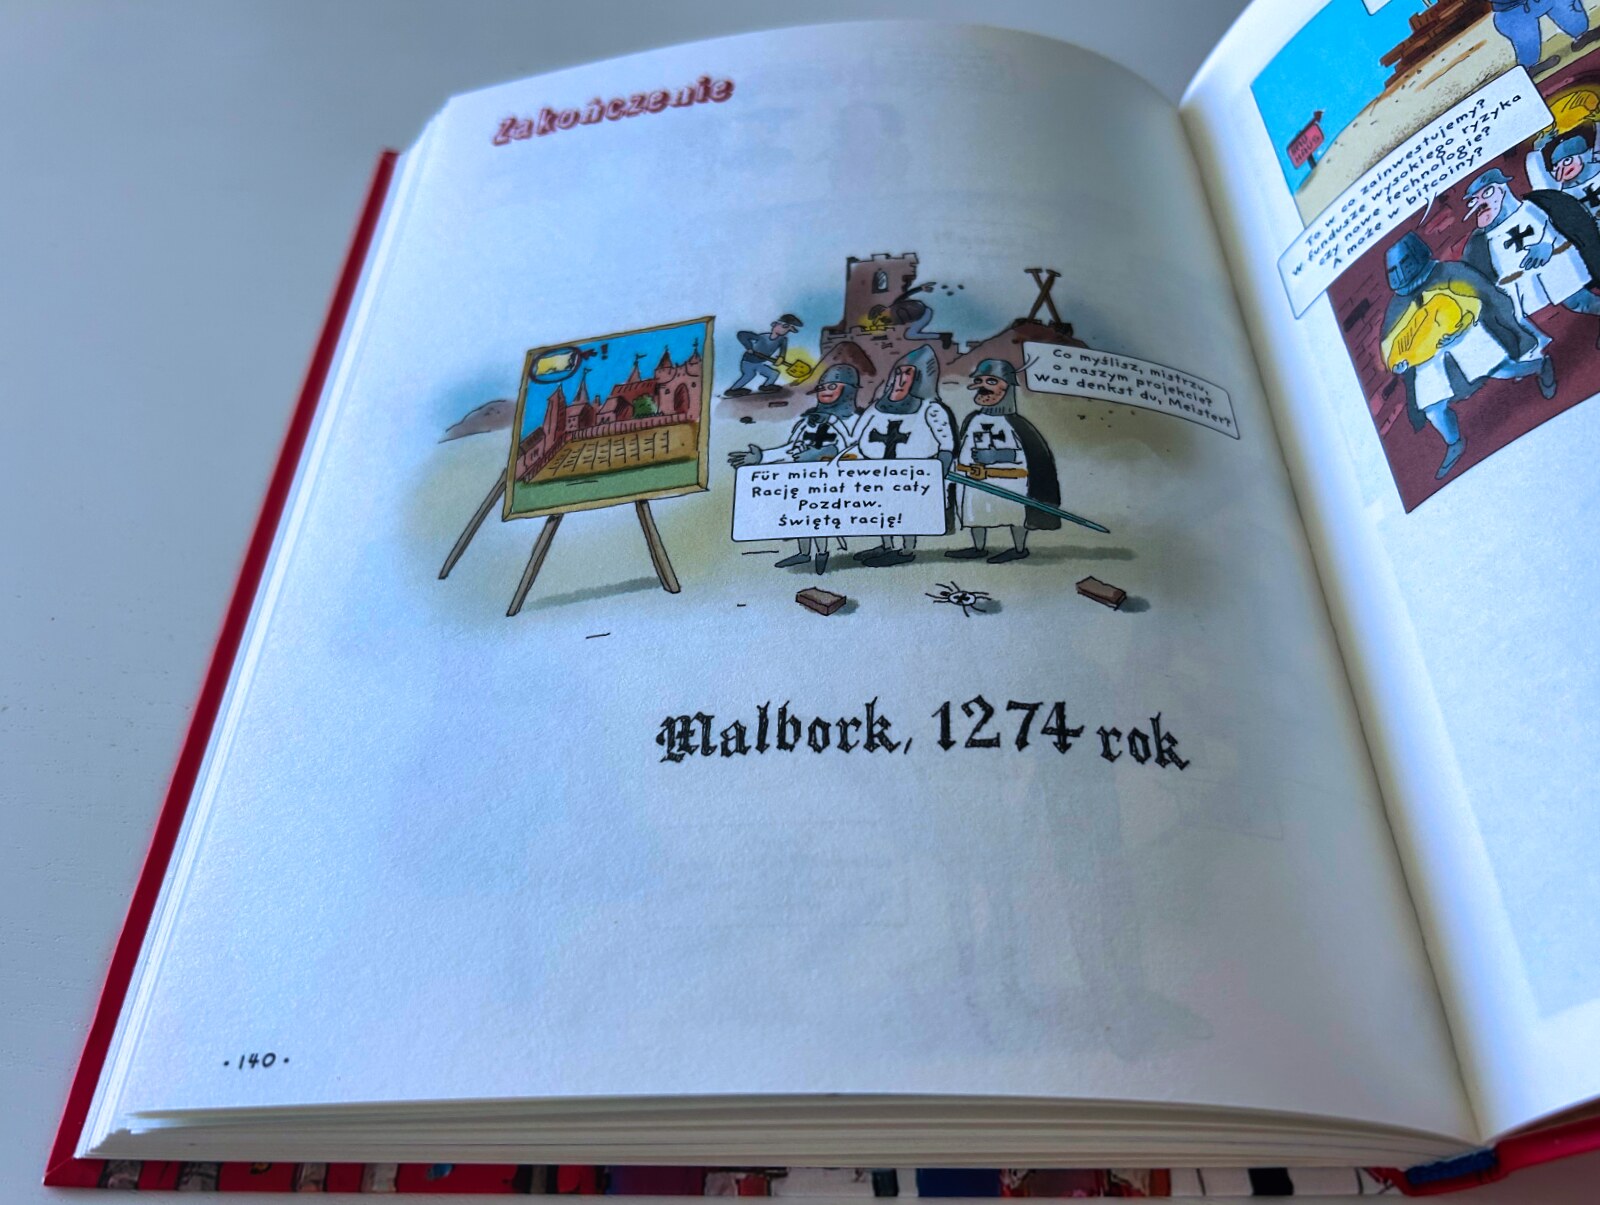 Zakończenie
Co myślisz, mistrzu,
o naszym projekcie?
Was denkst du, Meister?
Für mich rewelacja.
Rację miał ten cały
Pozdraw.
Świętą rację!
Malbork, 1274 rok
• 140 •
To w co zainwestujemy?
w fundusze wysokiego ryzyka
czy nowe technologie?
A może w bitcoiny?